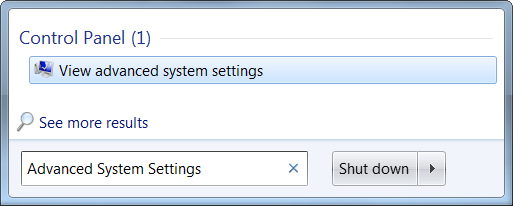 Control Panel (1)
View advanced system settings
See more results
Advanced System Settings
Shut down